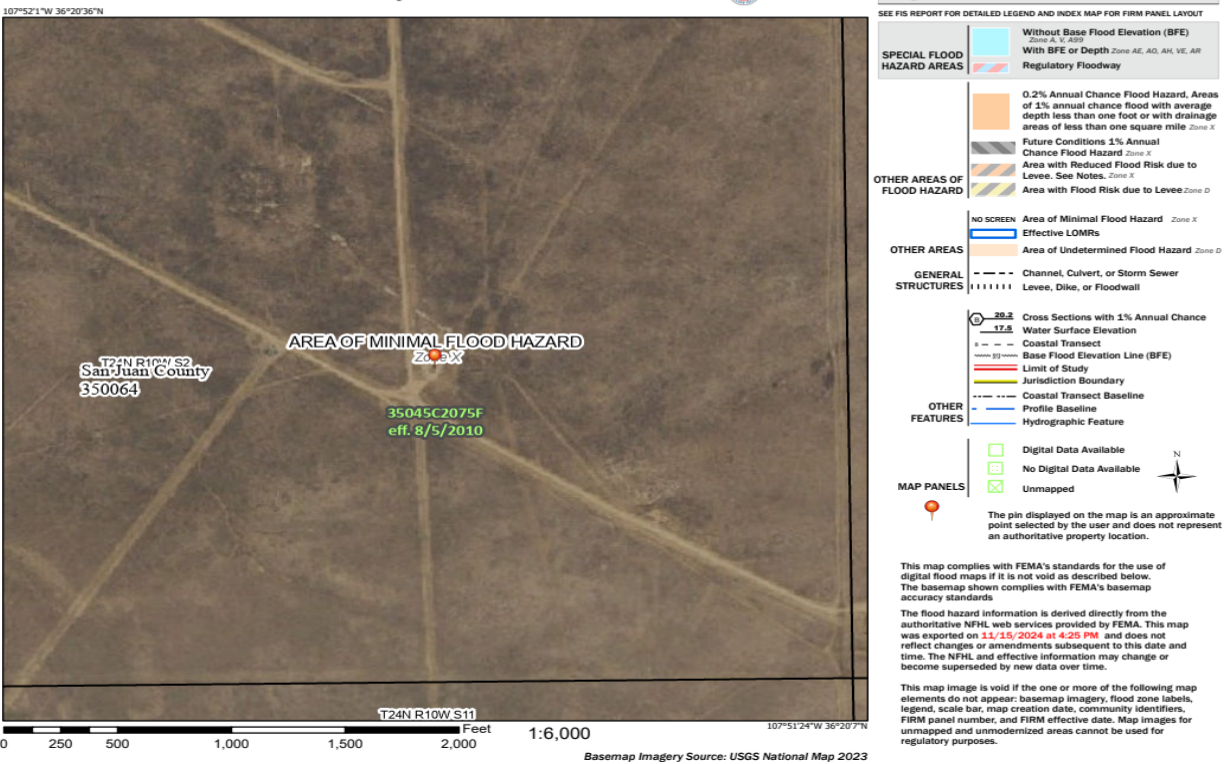 107°52'1"W 36°20'36"N
AREA OF MINIMAL FLOOD HAZARD
Zone X
T24N R10W S2
San Juan County
350064
35045C2075F
eff. 8/5/2010
T24N R10W S11
107°51'24"W 36°20'7"N
Feet
1:6,000
0 250 500 1,000 1,500 2,000
Basemap Imagery Source: USGS National Map 2023
SEE FIS REPORT FOR DETAILED LEGEND AND INDEX MAP FOR FIRM PANEL LAYOUT
SPECIAL FLOOD
HAZARD AREAS
Without Base Flood Elevation (BFE)
Zone A, V, A99
With BFE or Depth Zone AE, AO, AH, VE, AR
Regulatory Floodway
0.2% Annual Chance Flood Hazard, Areas
of 1% annual chance flood with average
depth less than one foot or with drainage
areas of less than one square mile Zone X
Future Conditions 1% Annual
Chance Flood Hazard Zone X
Area with Reduced Flood Risk due to
Levee. See Notes. Zone X
Area with Flood Risk due to Levee Zone D
OTHER AREAS OF
FLOOD HAZARD
NO SCREEN Area of Minimal Flood Hazard Zone X
Effective LOMRs
Area of Undetermined Flood Hazard Zone D
OTHER AREAS
Channel, Culvert, or Storm Sewer
Levee, Dike, or Floodwall
GENERAL
STRUCTURES
B 20.2 Cross Sections with 1% Annual Chance
17.5 Water Surface Elevation
8 Coastal Transect
Base Flood Elevation Line (BFE)
Limit of Study
Jurisdiction Boundary
Coastal Transect Baseline
Profile Baseline
Hydrographic Feature
OTHER
FEATURES
Digital Data Available
No Digital Data Available
Unmapped
MAP PANELS
N
The pin displayed on the map is an approximate
point selected by the user and does not represent
an authoritative property location.
This map complies with FEMA's standards for the use of
digital flood maps if it is not void as described below.
The basemap shown complies with FEMA's basemap
accuracy standards
The flood hazard information is derived directly from the
authoritative NFHL web services provided by FEMA. This map
was exported on 11/15/2024 at 4:25 PM and does not
reflect changes or amendments subsequent to this date and
time. The NFHL and effective information may change or
become superseded by new data over time.
This map image is void if the one or more of the following map
elements do not appear: basemap imagery, flood zone labels,
legend, scale bar, map creation date, community identifiers,
FIRM panel number, and FIRM effective date. Map images for
unmapped and unmodernized areas cannot be used for
regulatory purposes.